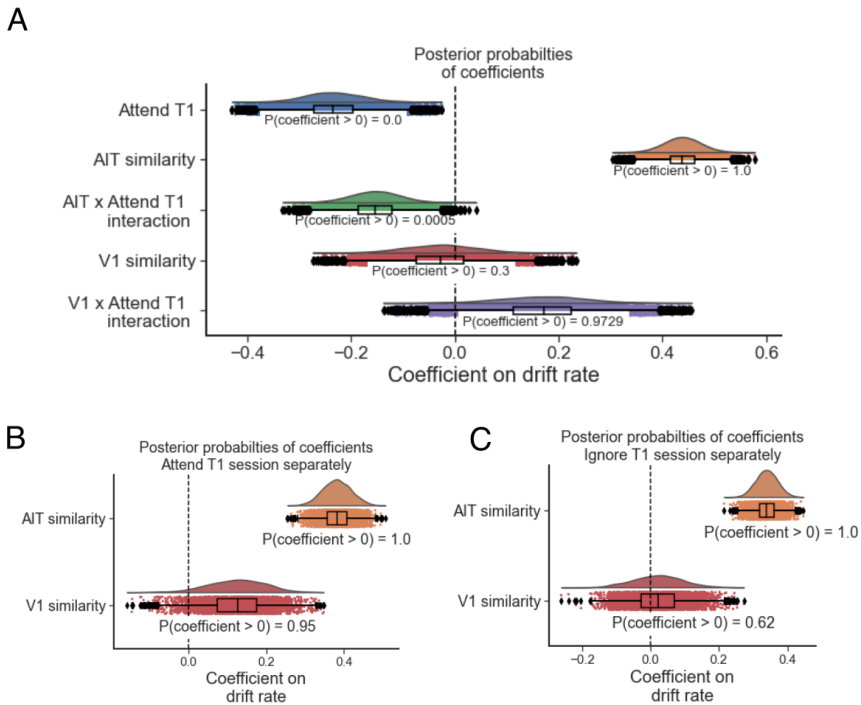 A
Posterior probabilties
of coefficients
Attend T1
P(coefficient > 0) = 0.0
AIT similarity
P(coefficient > 0) = 1.0
AIT x Attend T1
interaction
P(coefficient > 0) = 0.0005
V1 similarity
P(coefficient > 0) = 0.3
V1 x Attend T1
interaction
P(coefficient > 0) = 0.9729
−0.4 −0.2 0.0 0.2 0.4 0.6
Coefficient on drift rate
B
Posterior probabilties of coefficients
Attend T1 session separately
AIT similarity
P(coefficient > 0) = 1.0
V1 similarity
P(coefficient > 0) = 0.95
0.0 0.2 0.4
Coefficient on
drift rate
C
Posterior probabilties of coefficients
Ignore T1 session separately
AIT similarity
P(coefficient > 0) = 1.0
V1 similarity
P(coefficient > 0) = 0.62
−0.2 0.0 0.2 0.4
Coefficient on
drift rate